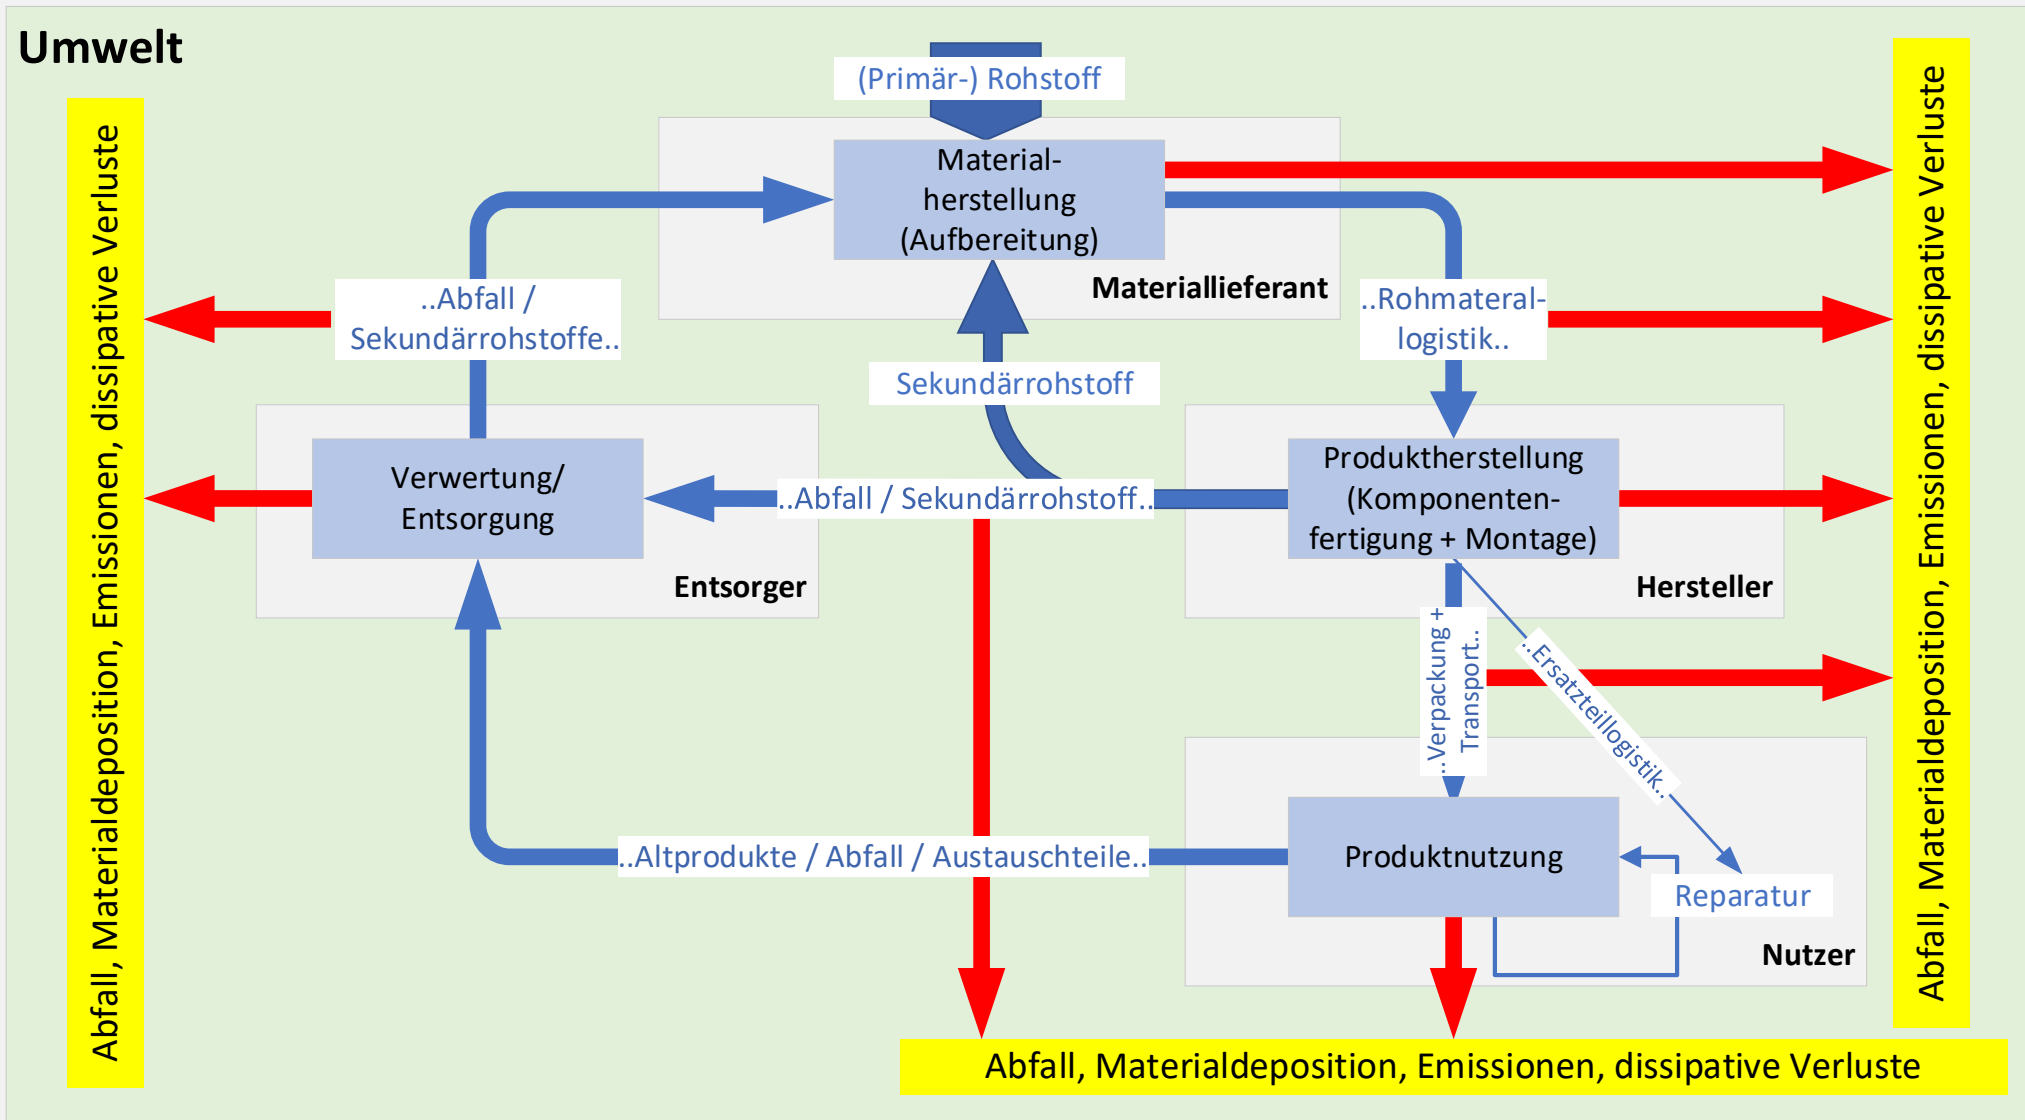 Umwelt
(Primär-) Rohstoff
Material-
herstellung
(Aufbereitung)
Materiallieferant
..Abfall /
Sekundärrohstoffe..
..Rohmateral-
logistik..
Sekundärrohstoff
Verwertung/
Entsorgung
Entsorger
..Abfall / Sekundärrohstoff..
Produktherstellung
(Komponenten-
fertigung + Montage)
Hersteller
..Verpackung +
Transport..
..Ersatzteillogistik..
..Altprodukte / Abfall / Austauschteile..
Produktnutzung
Reparatur
Nutzer
Abfall, Materialdeposition, Emissionen, dissipative Verluste
Abfall, Materialdeposition, Emissionen, dissipative Verluste
Abfall, Materialdeposition, Emissionen, dissipative Verluste